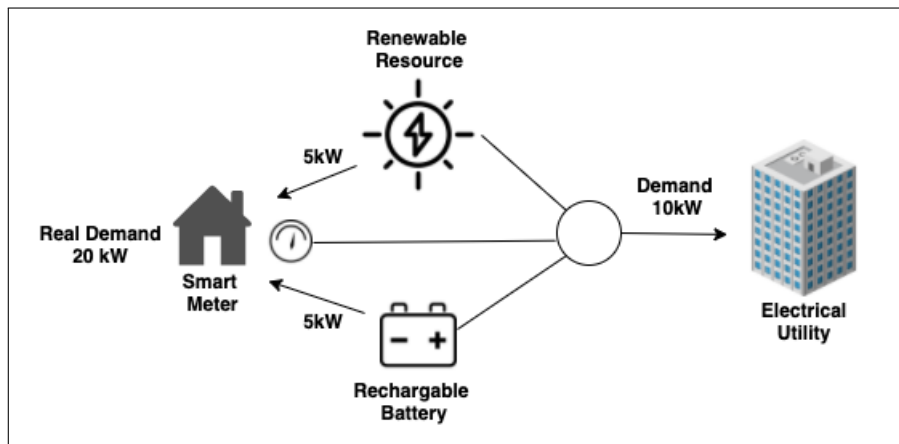 Renewable
Resource
5kW
Demand
10kW
Real Demand
20 kW
Smart
Meter
5kW
Electrical
Utility
Rechargable
Battery